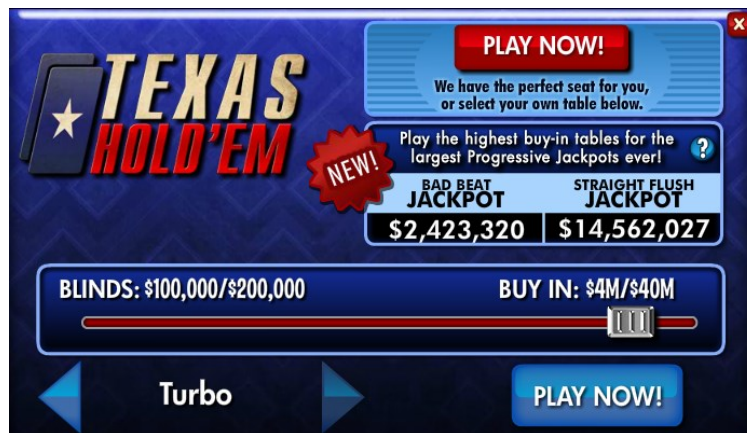 TEXAS
HOLD'EM
PLAY NOW!
We have the perfect seat for you,
or select your own table below.
NEW!
Play the highest buy-in tables for the
largest Progressive Jackpots ever!
?
BAD BEAT
JACKPOT
$2,423,320
STRAIGHT FLUSH
JACKPOT
$14,562,027
BLINDS: $100,000/$200,000
BUY IN: $4M/$40M
Turbo
PLAY NOW!
X